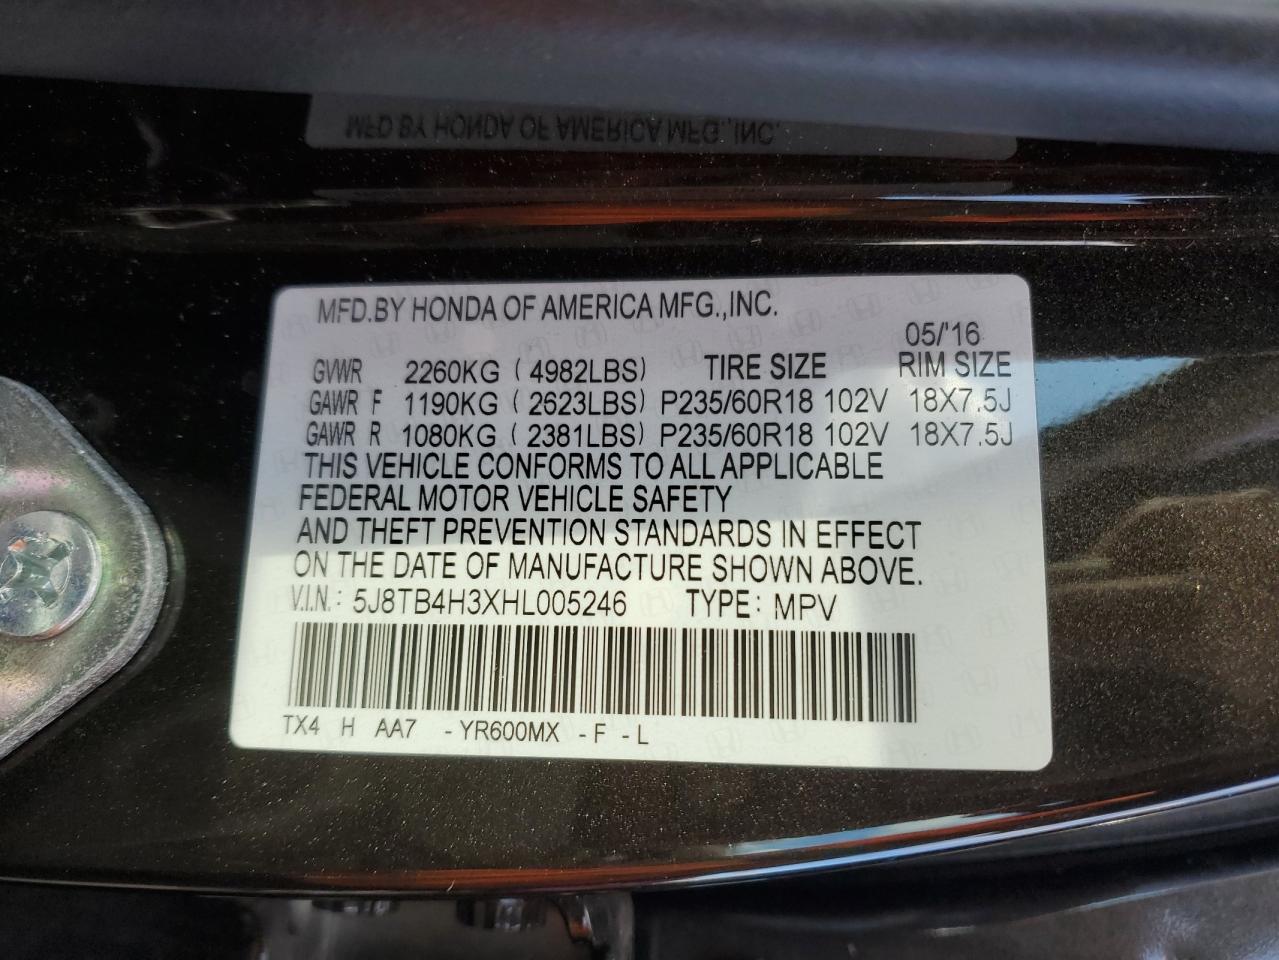 MFD BY HONDA OF AMERICA MFG.,INC.
MFD.BY HONDA OF AMERICA MFG.,INC.
05/'16
GVWR 2260KG ( 4982LBS) TIRE SIZE RIM SIZE
GAWR F 1190KG ( 2623LBS) P235/60R18 102V 18X7.5J
GAWR R 1080KG ( 2381LBS) P235/60R18 102V 18X7.5J
THIS VEHICLE CONFORMS TO ALL APPLICABLE
FEDERAL MOTOR VEHICLE SAFETY
AND THEFT PREVENTION STANDARDS IN EFFECT
ON THE DATE OF MANUFACTURE SHOWN ABOVE.
V.I.N.: 5J8TB4H3XHL005246 TYPE: MPV
TX4 H AA7 -YR600MX -F -L